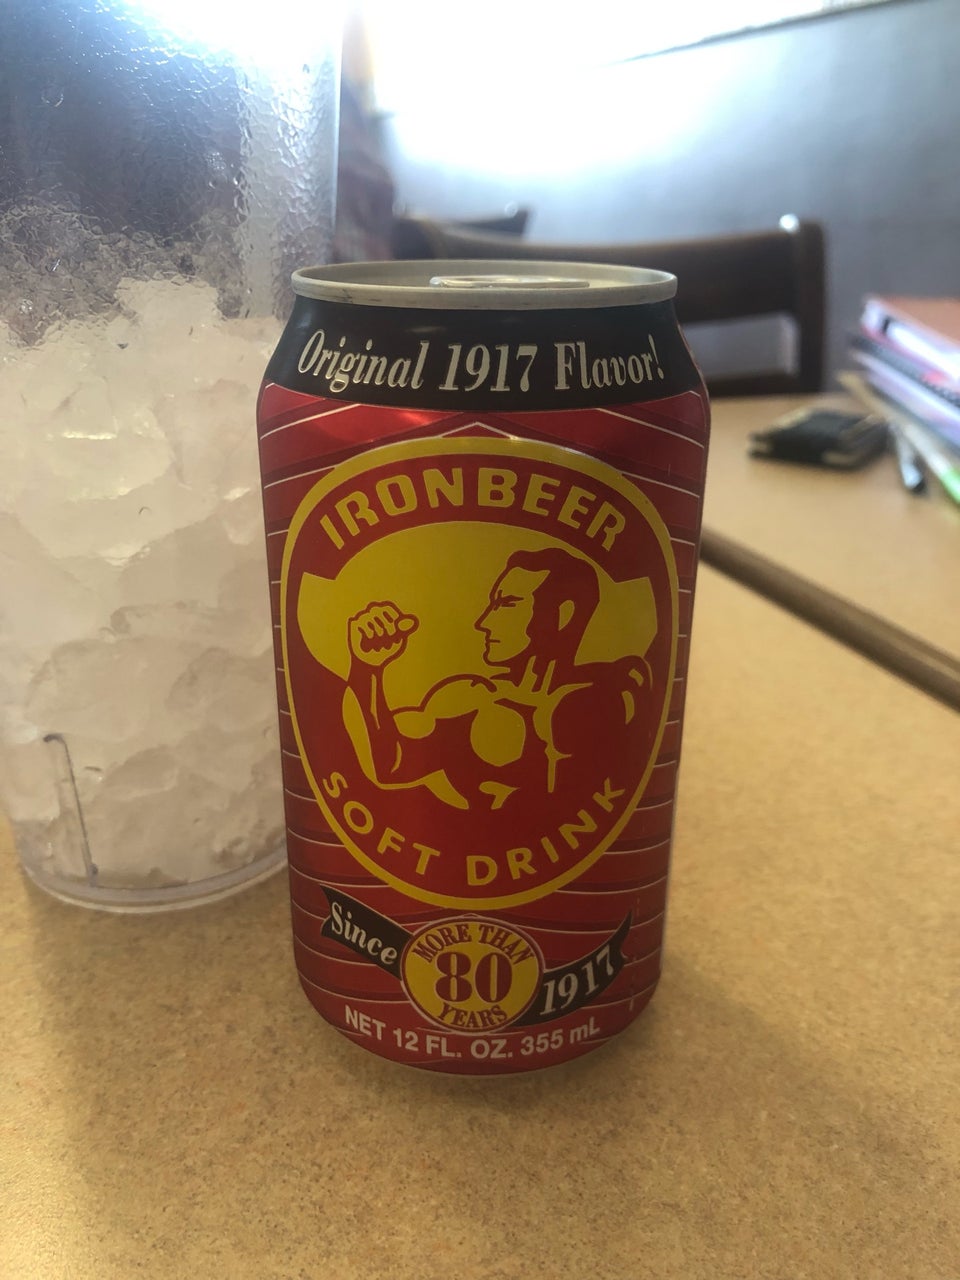 Original 1917 Flavor!
IRONBEER
SOFT DRINK
Since
MORE THAN
80
YEARS
1917
NET 12 FL. OZ. 355 mL